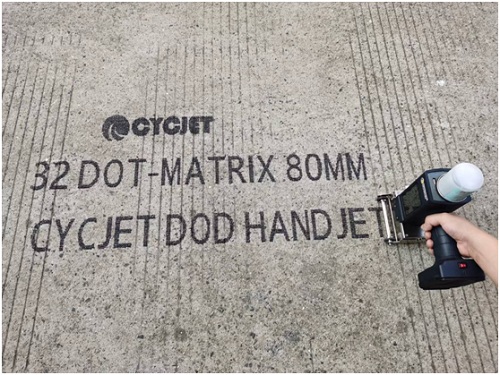 CYCJET
32 DOT-MATRIX 80MM
CYCJET DOD HANDJET